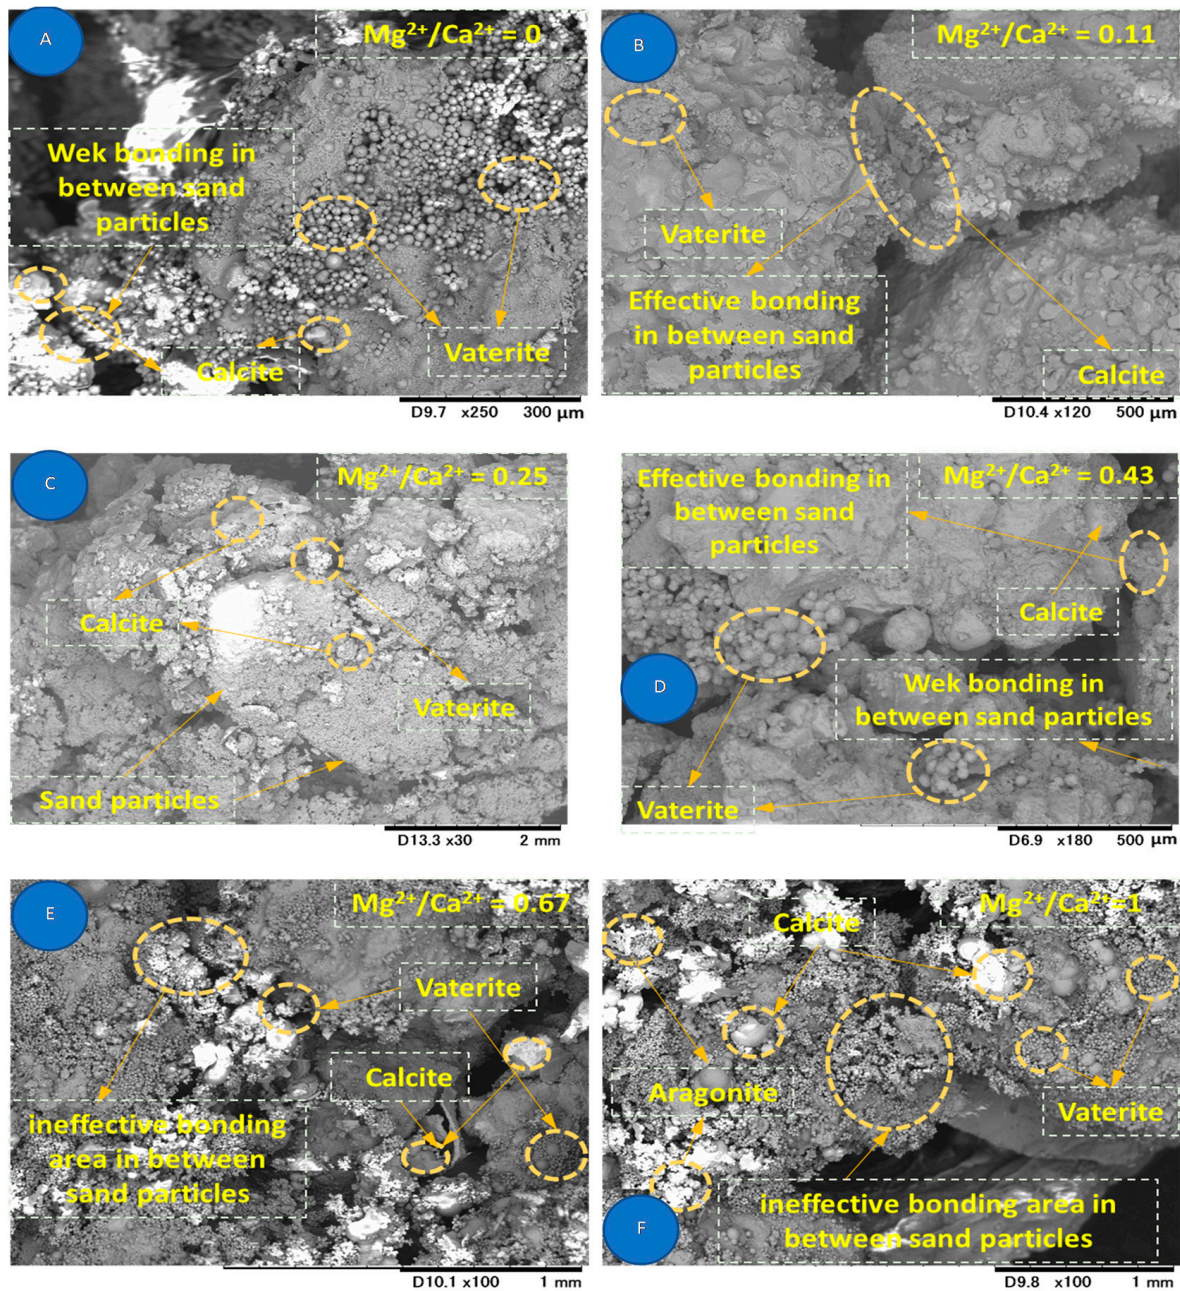 A
Mg²⁺/Ca²⁺ = 0
Wek bonding in
between sand
particles
Calcite
Vaterite
D9.7 x250 300 µm
B
Mg²⁺/Ca²⁺ = 0.11
Vaterite
Effective bonding
in between sand
particles
Calcite
D10.4 x120 500 µm
C
Mg²⁺/Ca²⁺ = 0.25
Calcite
Vaterite
Sand particles
D13.3 x30 2 mm
Effective bonding in
between sand
particles
Mg²⁺/Ca²⁺ = 0.43
Calcite
D
Wek bonding in
between sand particles
Vaterite
D6.9 x180 500 µm
E
Mg²⁺/Ca²⁺ = 0.67
Vaterite
Calcite
ineffective bonding
area in between
sand particles
D10.1 x100 1 mm
Calcite
Mg²⁺/Ca²⁺=1
Aragonite
Vaterite
ineffective bonding area in
between sand particles
F
D9.8 x100 1 mm